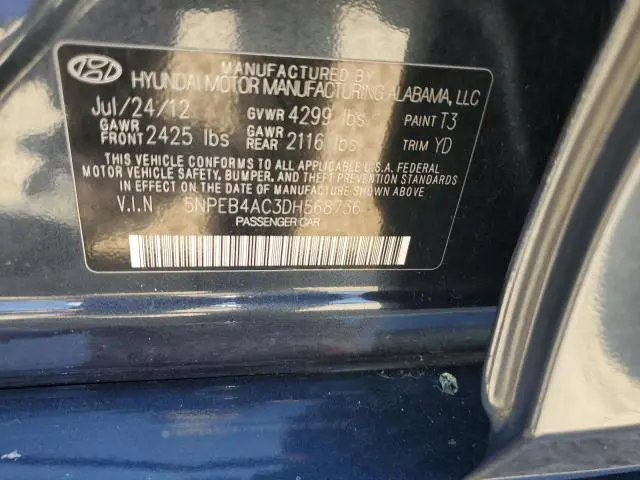 MANUFACTURED BY
HYUNDAI MOTOR MANUFACTURING ALABAMA, LLC
Jul/24/12 GVWR 4299 lbs PAINT T3
GAWR FRONT 2425 lbs GAWR REAR 2116 lbs TRIM YD
THIS VEHICLE CONFORMS TO ALL APPLICABLE U.S.A. FEDERAL
MOTOR VEHICLE SAFETY, BUMPER, AND THEFT PREVENTION STANDARDS
IN EFFECT ON THE DATE OF MANUFACTURE SHOWN ABOVE
V.I.N 5NPEB4AC3DH568736
PASSENGER CAR